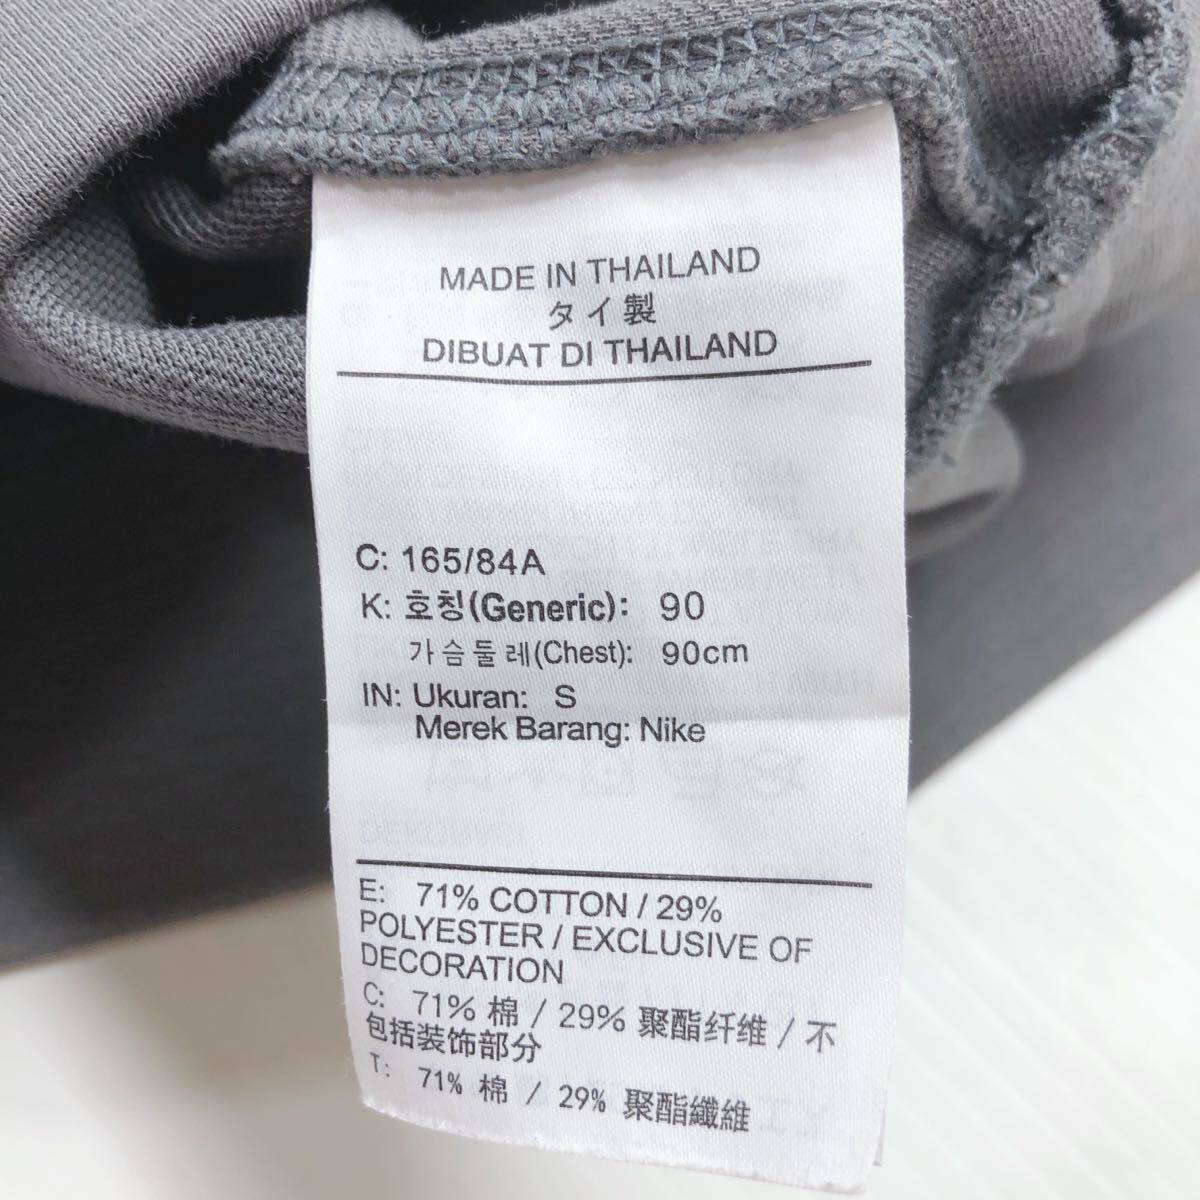 MADE IN THAILAND
タイ製
DIBUAT DI THAILAND
C: 165/84A
K: 호칭(Generic): 90
가슴둘레(Chest): 90cm
IN: Ukuran: S
Merek Barang: Nike
E: 71% COTTON / 29%
POLYESTER / EXCLUSIVE OF
DECORATION
C: 71% 棉 / 29% 聚酯纤维 / 不
包括装饰部分
T: 71% 棉 / 29% 聚酯纖維